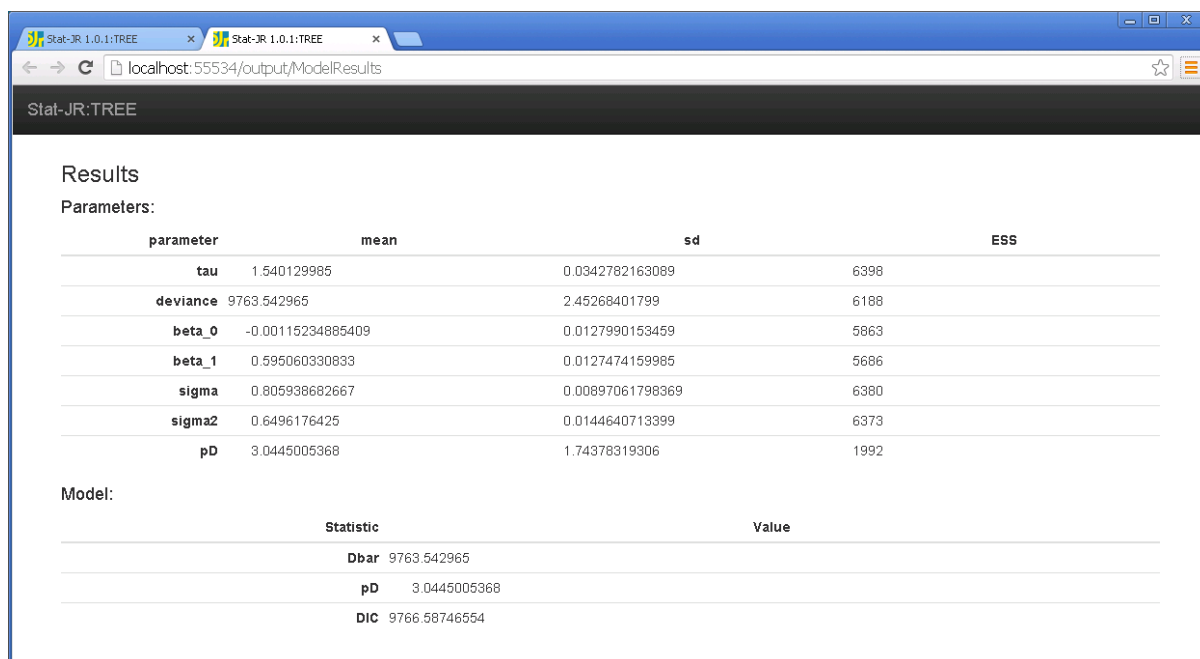 Stat-JR 1.0.1:TREE Stat-JR 1.0.1:TREE
localhost:55534/output/ModelResults
Stat-JR:TREE
Results
Parameters:
parameter mean sd ESS
tau 1.540129985 0.0342782163089 6398
deviance 9763.542965 2.45268401799 6188
beta_0 -0.00115234885409 0.0127990153459 5863
beta_1 0.595060330833 0.0127474159985 5686
sigma 0.805938682667 0.00897061798369 6380
sigma2 0.6496176425 0.0144640713399 6373
pD 3.0445005368 1.74378319306 1992
Model:
Statistic Value
Dbar 9763.542965
pD 3.0445005368
DIC 9766.58746554